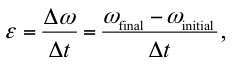 ε = Δω / Δt = (ω_final − ω_initial) / Δt ,